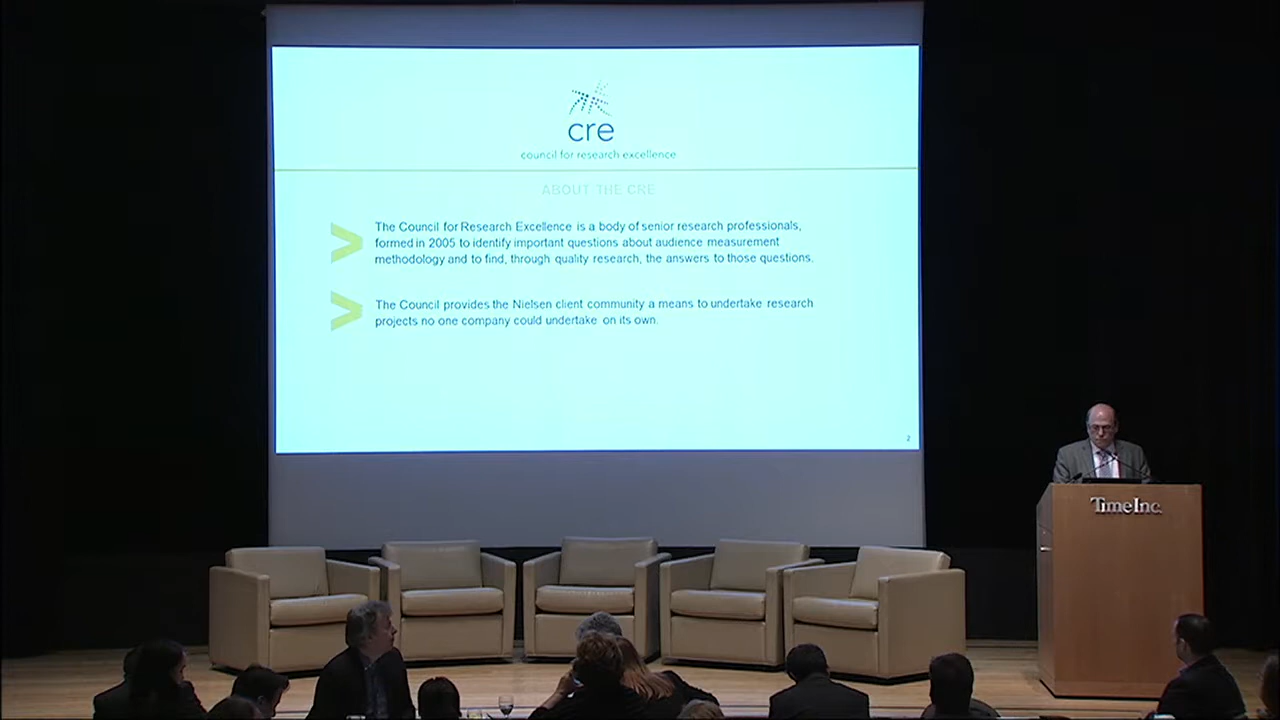 cre
council for research excellence
ABOUT THE CRE
The Council for Research Excellence is a body of senior research professionals,
formed in 2005 to identify important questions about audience measurement
methodology and to find, through quality research, the answers to those questions.
The Council provides the Nielsen client community a means to undertake research
projects no one company could undertake on its own.
2
TimeInc.